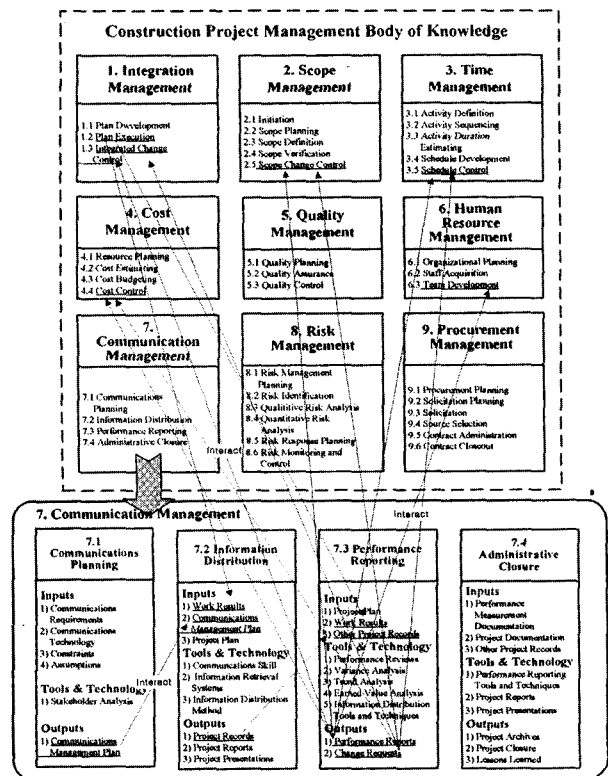 Construction Project Management Body of Knowledge
1. Integration
Management
1.1 Plan Dwvelopment
1.2 Plan Execution
1.3 Integrated Change
Control
2. Scope
Management
2.1 Initiation
2.2 Scope Planning
2.3 Scope Definition
2.4 Scope Verification
2.5 Scope Change Control
3. Time
Management
3.1 Activity Definition
3.2 Activity Sequencing
3.3 Activity Duration
Estimating
3.4 Schedule Development
3.5 Schedule Control
4. Cost
Management
4.1 Resource Planning
4.2 Cost Estimating
4.3 Cost Budgeting
4.4 Cost Control
5. Quality
Management
5.1 Quality Planning
5.2 Quality Assurance
5.3 Quality Control
6. Human
Resource
Management
6.1 Organizational Planning
6.2 Staff Acquisition
6.3 Team Development
7.
Communication
Management
7.1 Communications
Planning
7.2 Information Distribution
7.3 Performance Reporting
7.4 Administrative Closure
8. Risk
Management
8.1 Risk Management
Planning
8.2 Risk Identification
8.3 Qualititive Risk Analysis
8.4 Quantitative Risk
Analysis
8.5 Risk Response Planning
8.6 Risk Monitoring and
Control
9. Procurement
Management
9.1 Procurement Planning
9.2 Solicitation Planning
9.3 Solicitation
9.4 Source Selection
9.5 Contract Administration
9.6 Contract Closeout
Interact
Interact
7. Communication Management
7.1
Communications
Planning
Inputs
1) Communications
Requirements
2) Communications
Technology
3) Constraints
4) Assumptions
Tools & Technology
1) Stakeholder Analysis
Interact
Outputs
1) Communications
Management Plan
7.2 Information
Distribution
Inputs
1) Work Results
2) Communications
Management Plan
3) Project Plan
Tools & Technology
1) Communcations Skill
2) Information Retrieval
Systems
3) Information Distribution
Method
Outputs
1) Project Records
2) Project Reports
3) Project Presentations
7.3 Performance
Reporting
Inputs
1) Project Plan
2) Work Results
3) Other Project Records
Tools & Technology
1) Performance Reviews
2) Variance Analysis
3) Trend Analysis
4) Earned Value Analysis
5) Information Distribution
Tools and Techniques
Outputs
1) Performance Reports
2) Change Requests
7.4
Administrative
Closure
Inputs
1) Performance
Measurement
Documentation
2) Project Documentation
3) Other Project Records
Tools & Technology
1) Performance Reporting
Tools and Techniques
2) Project Reports
3) Project Presentations
Outputs
1) Project Archives
2) Project Closure
3) Lessons Learned